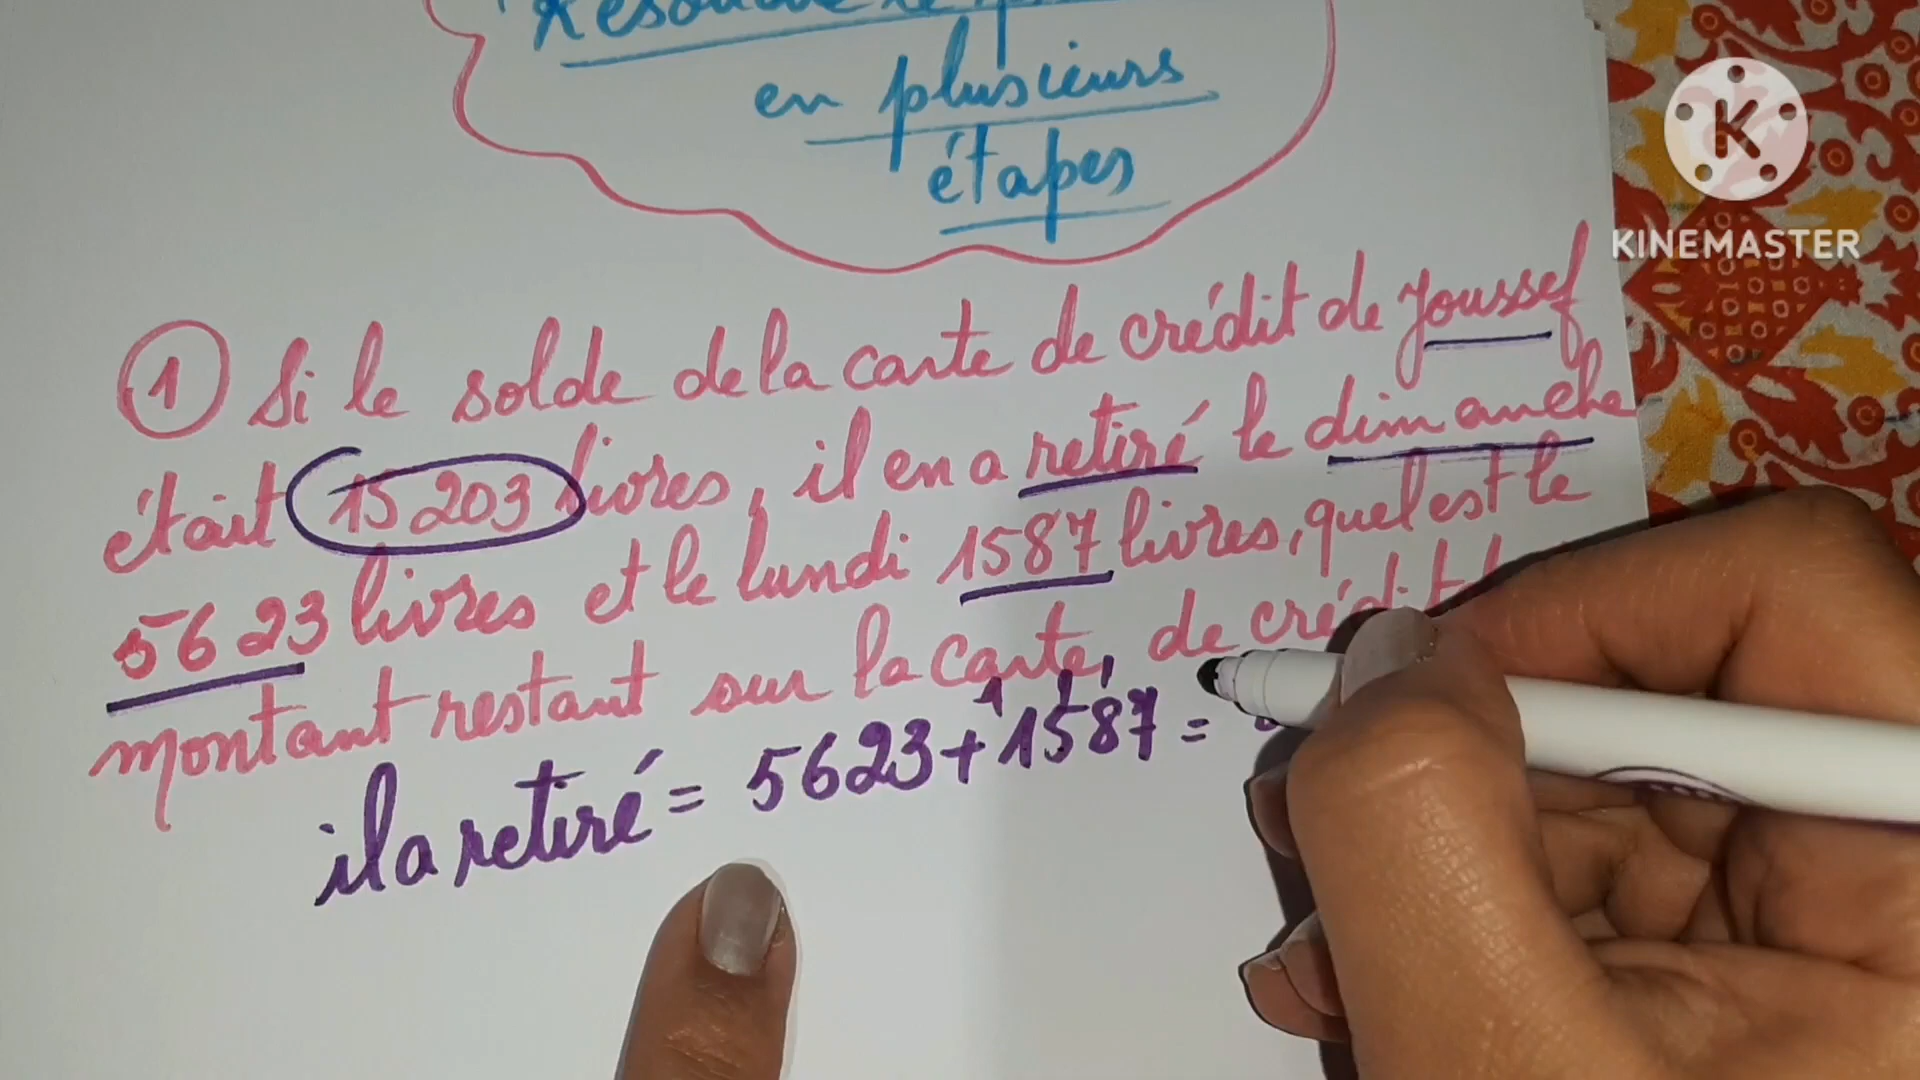 en plusieurs
étapes
KINEMASTER
1 Si le solde de la carte de crédit de Youssef
était 15 203 livres, il en a retiré le dimanche
5623 livres et le lundi 1587 livres, quel est le
montant restant sur la carte de crédit
il a retiré = 5623 + 1587 =